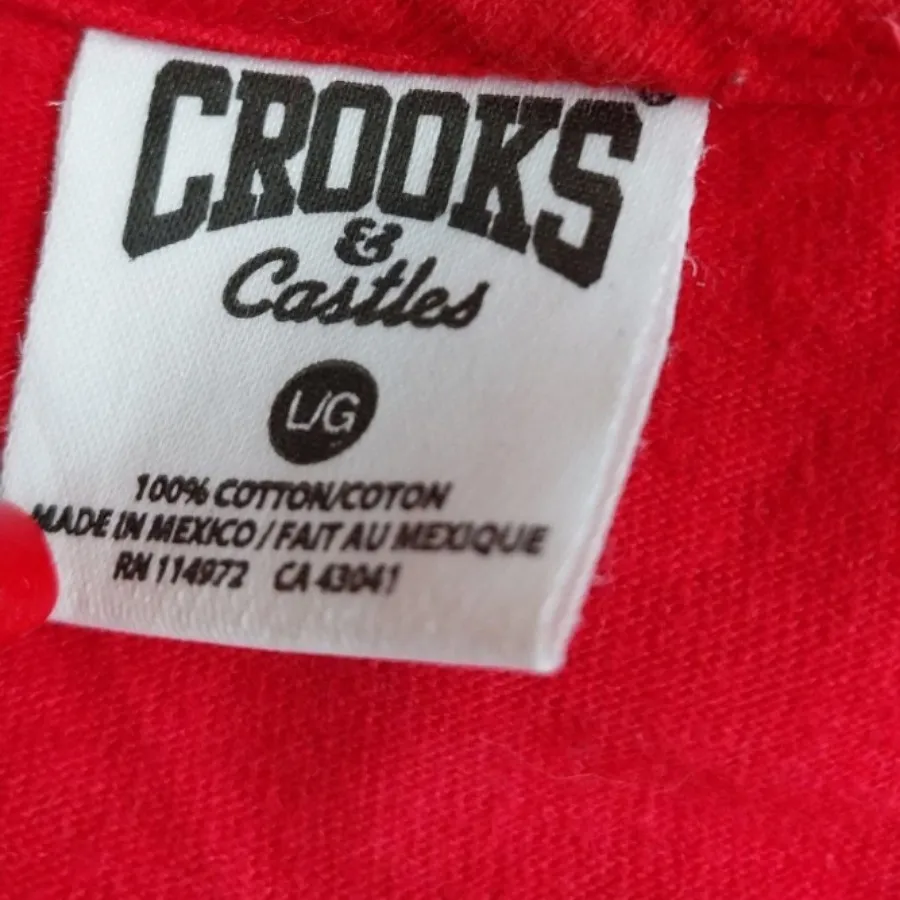 CROOKS®
&
Castles
L/G
100% COTTON/COTON
MADE IN MEXICO / FAIT AU MEXIQUE
RN 114972 CA 43041